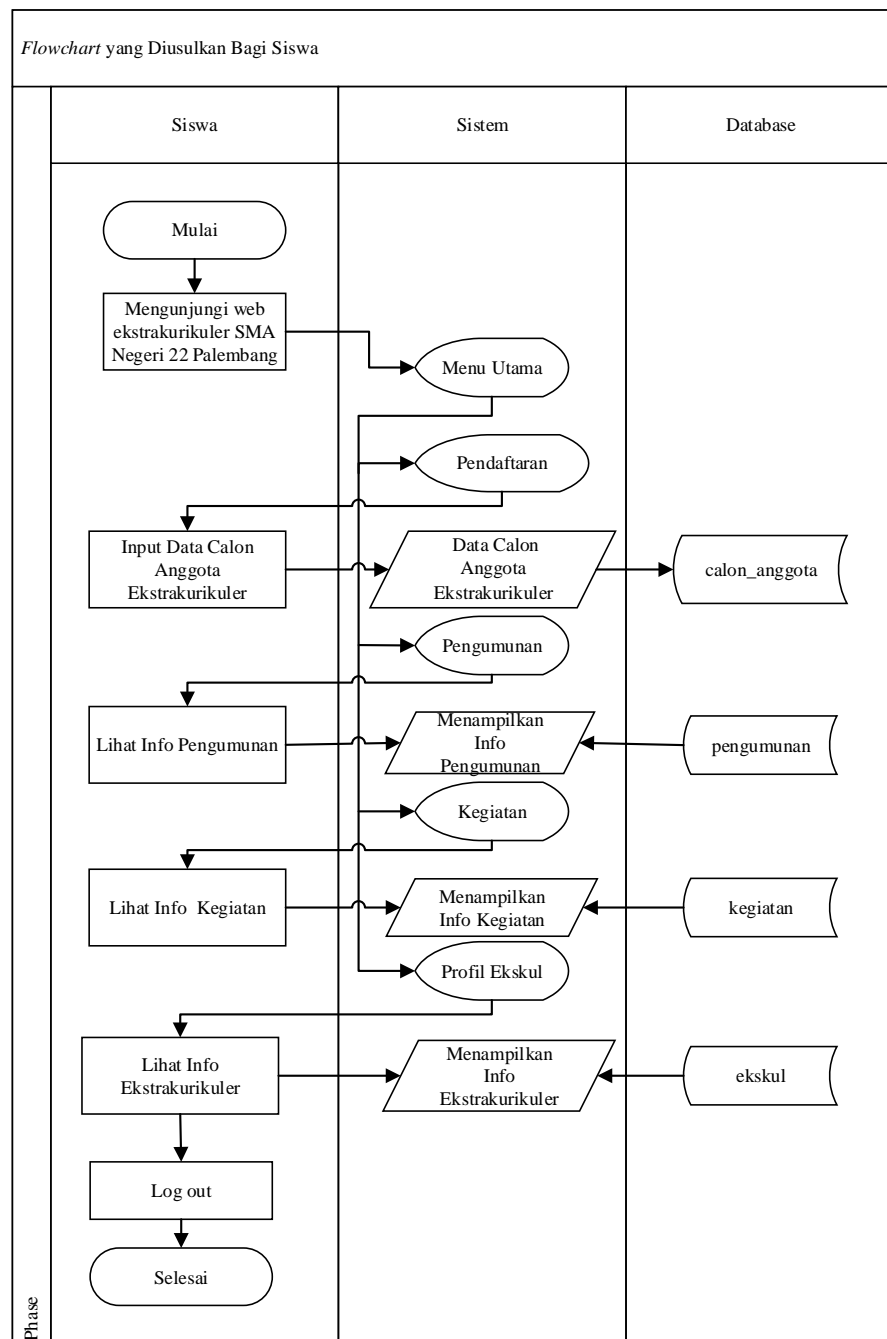 Flowchart yang Diusulkan Bagi Siswa
Siswa
Sistem
Database
Mulai
Mengunjungi web
ekstrakurikuler SMA
Negeri 22 Palembang
Menu Utama
Pendaftaran
Input Data Calon
Anggota
Ekstrakurikuler
Data Calon
Anggota
Ekstrakurikuler
calon_anggota
Pengumunan
Lihat Info Pengumunan
Menampilkan
Info
Pengumunan
pengumunan
Kegiatan
Lihat Info Kegiatan
Menampilkan
Info Kegiatan
kegiatan
Profil Ekskul
Lihat Info
Ekstrakurikuler
Menampilkan
Info
Ekstrakurikuler
ekskul
Log out
Selesai
Phase